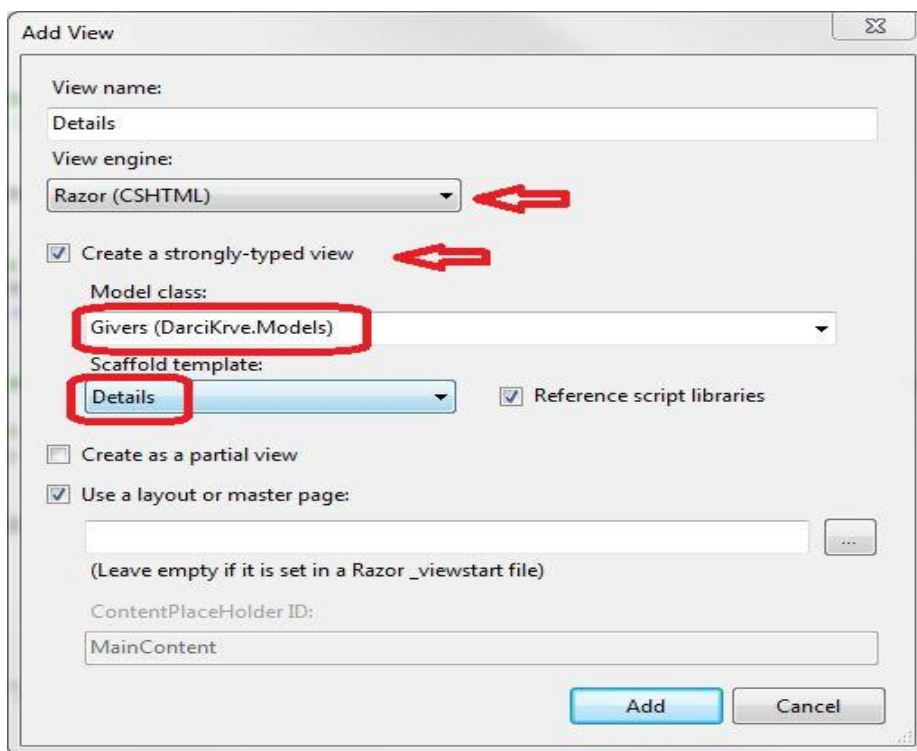 Add View
View name:
Details
View engine:
Razor (CSHTML)
Create a strongly-typed view
Model class:
Givers (DarciKrve.Models)
Scaffold template:
Details
Reference script libraries
Create as a partial view
Use a layout or master page:
...
(Leave empty if it is set in a Razor _viewstart file)
ContentPlaceHolder ID:
MainContent
Add
Cancel